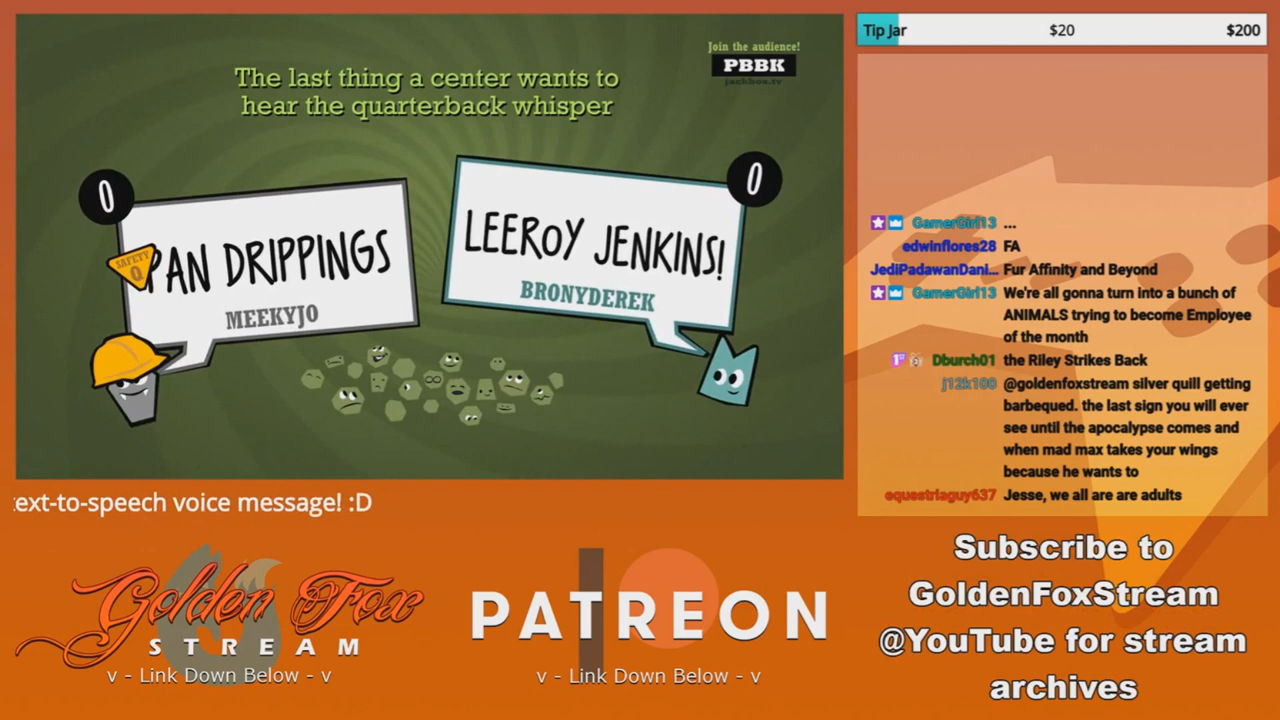 Join the audience!
PBBK
jackbox.tv
The last thing a center wants to
hear the quarterback whisper
0
SAFETY
Q
PAN DRIPPINGS
MEEKYJO
0
LEEROY JENKINS!
BRONYDEREK
ext-to-speech voice message! :D
Tip Jar $20 $200
GamerGirl13 ...
edwinflores28 FA
JediPadawanDani... Fur Affinity and Beyond
GamerGirl13 We're all gonna turn into a bunch of
ANIMALS trying to become Employee
of the month
1st Dburch01 the Riley Strikes Back
j12k100 @goldenfoxstream silver quill getting
barbequed. the last sign you will ever
see until the apocalypse comes and
when mad max takes your wings
because he wants to
equestriaguy637 Jesse, we all are are adults
Golden Fox
STREAM
v - Link Down Below - v
PATREON
v - Link Down Below - v
Subscribe to
GoldenFoxStream
@YouTube for stream
archives